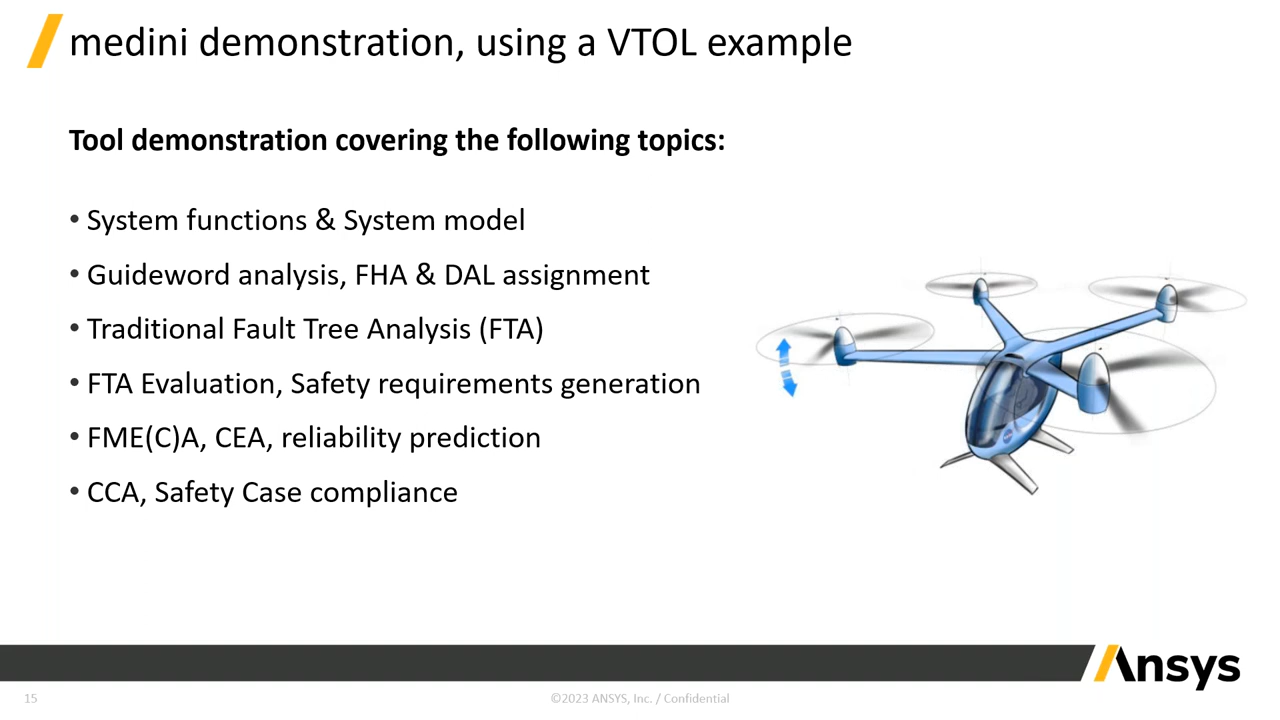 medini demonstration, using a VTOL example
Tool demonstration covering the following topics:
• System functions & System model
• Guideword analysis, FHA & DAL assignment
• Traditional Fault Tree Analysis (FTA)
• FTA Evaluation, Safety requirements generation
• FME(C)A, CEA, reliability prediction
• CCA, Safety Case compliance
Ansys
15
©2023 ANSYS, Inc. / Confidential